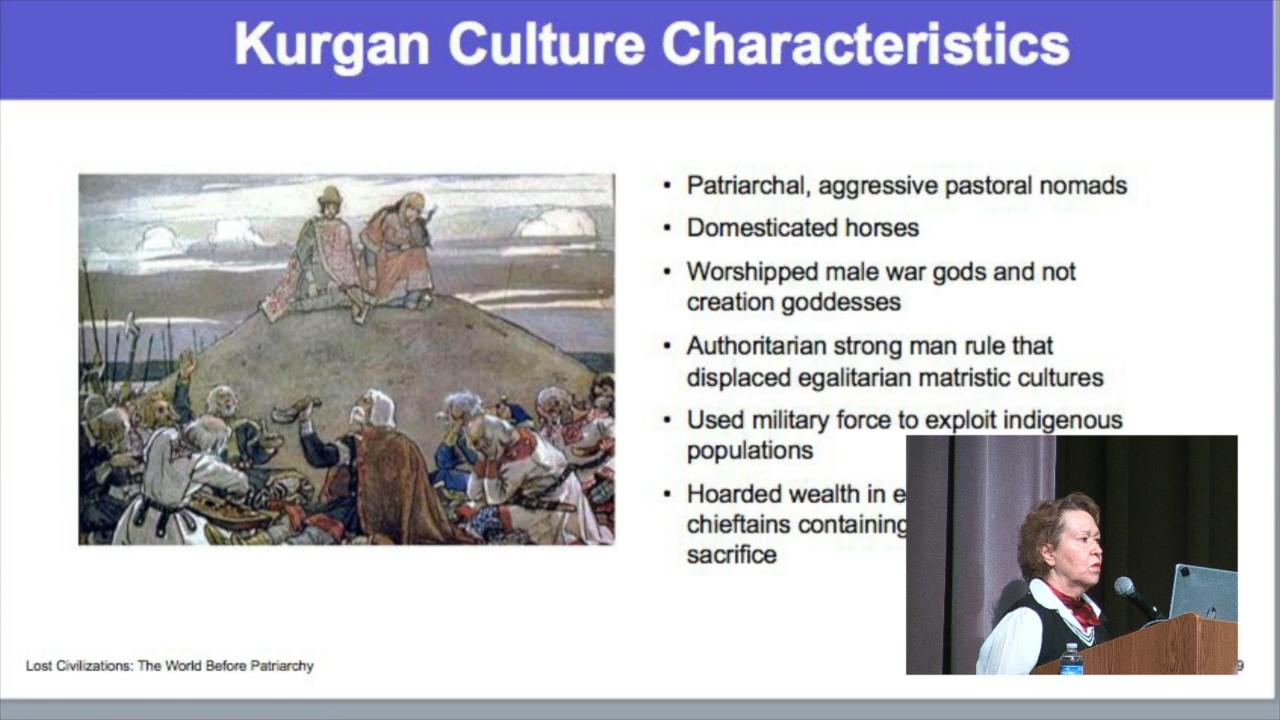 Kurgan Culture Characteristics
• Patriarchal, aggressive pastoral nomads
• Domesticated horses
• Worshipped male war gods and not
creation goddesses
• Authoritarian strong man rule that
displaced egalitarian matristic cultures
• Used military force to exploit indigenous
populations
• Hoarded wealth in e
chieftains containing
sacrifice
Lost Civilizations: The World Before Patriarchy
hp